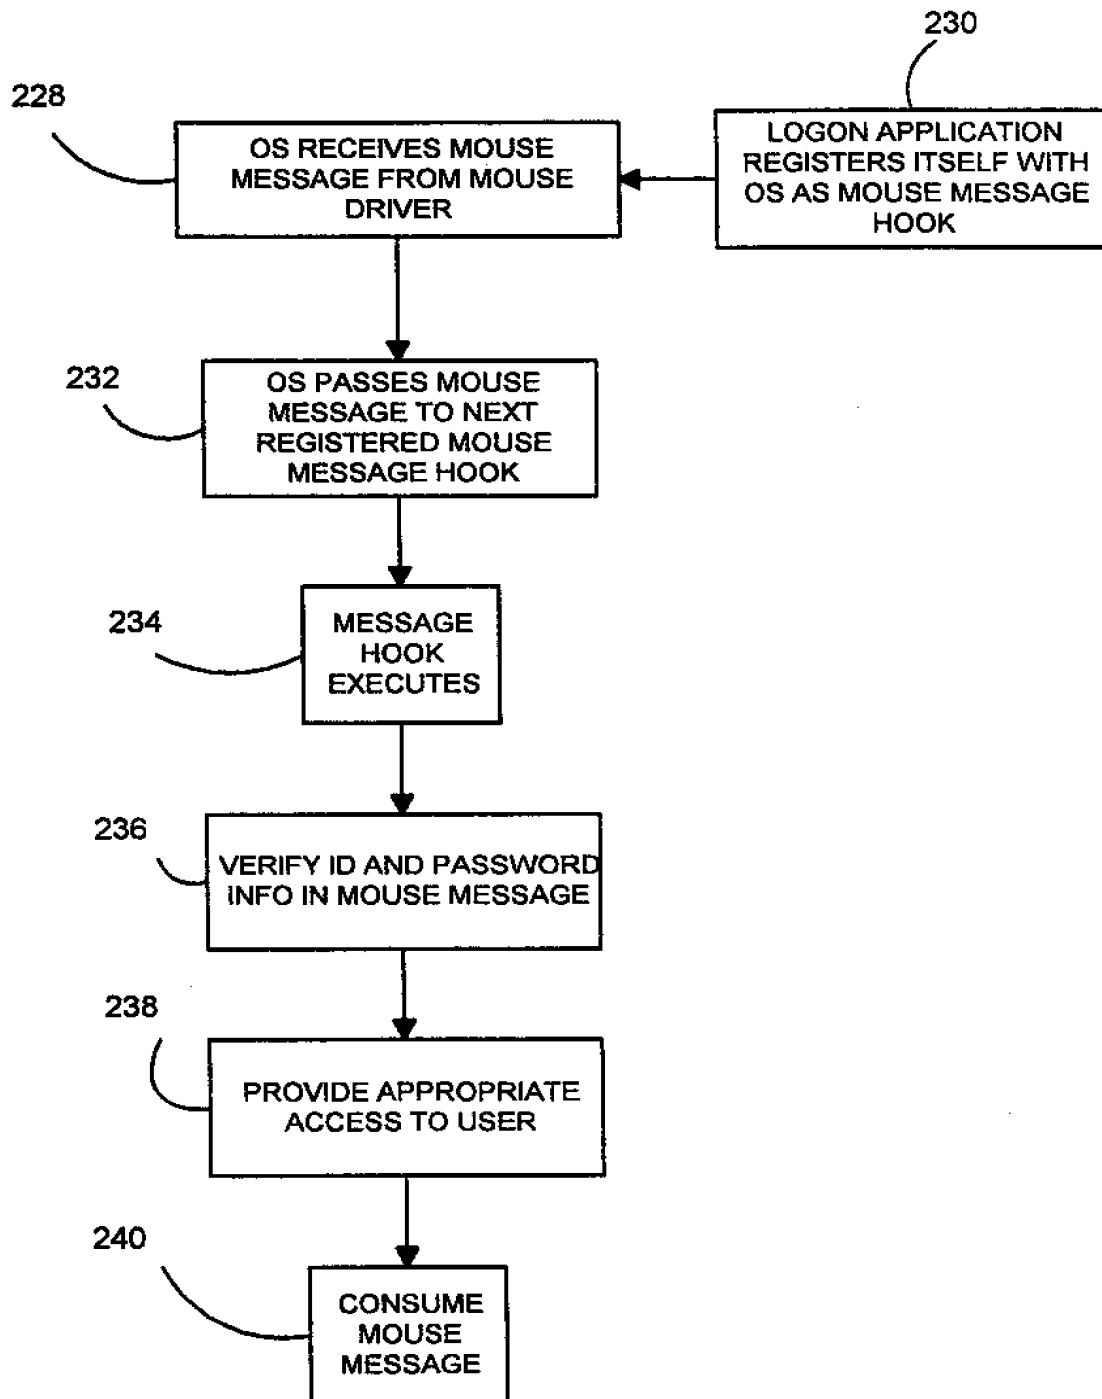 230
LOGON APPLICATION
REGISTERS ITSELF WITH
OS AS MOUSE MESSAGE
HOOK
228
OS RECEIVES MOUSE
MESSAGE FROM MOUSE
DRIVER
232
OS PASSES MOUSE
MESSAGE TO NEXT
REGISTERED MOUSE
MESSAGE HOOK
234
MESSAGE
HOOK
EXECUTES
236
VERIFY ID AND PASSWORD
INFO IN MOUSE MESSAGE
238
PROVIDE APPROPRIATE
ACCESS TO USER
240
CONSUME
MOUSE
MESSAGE